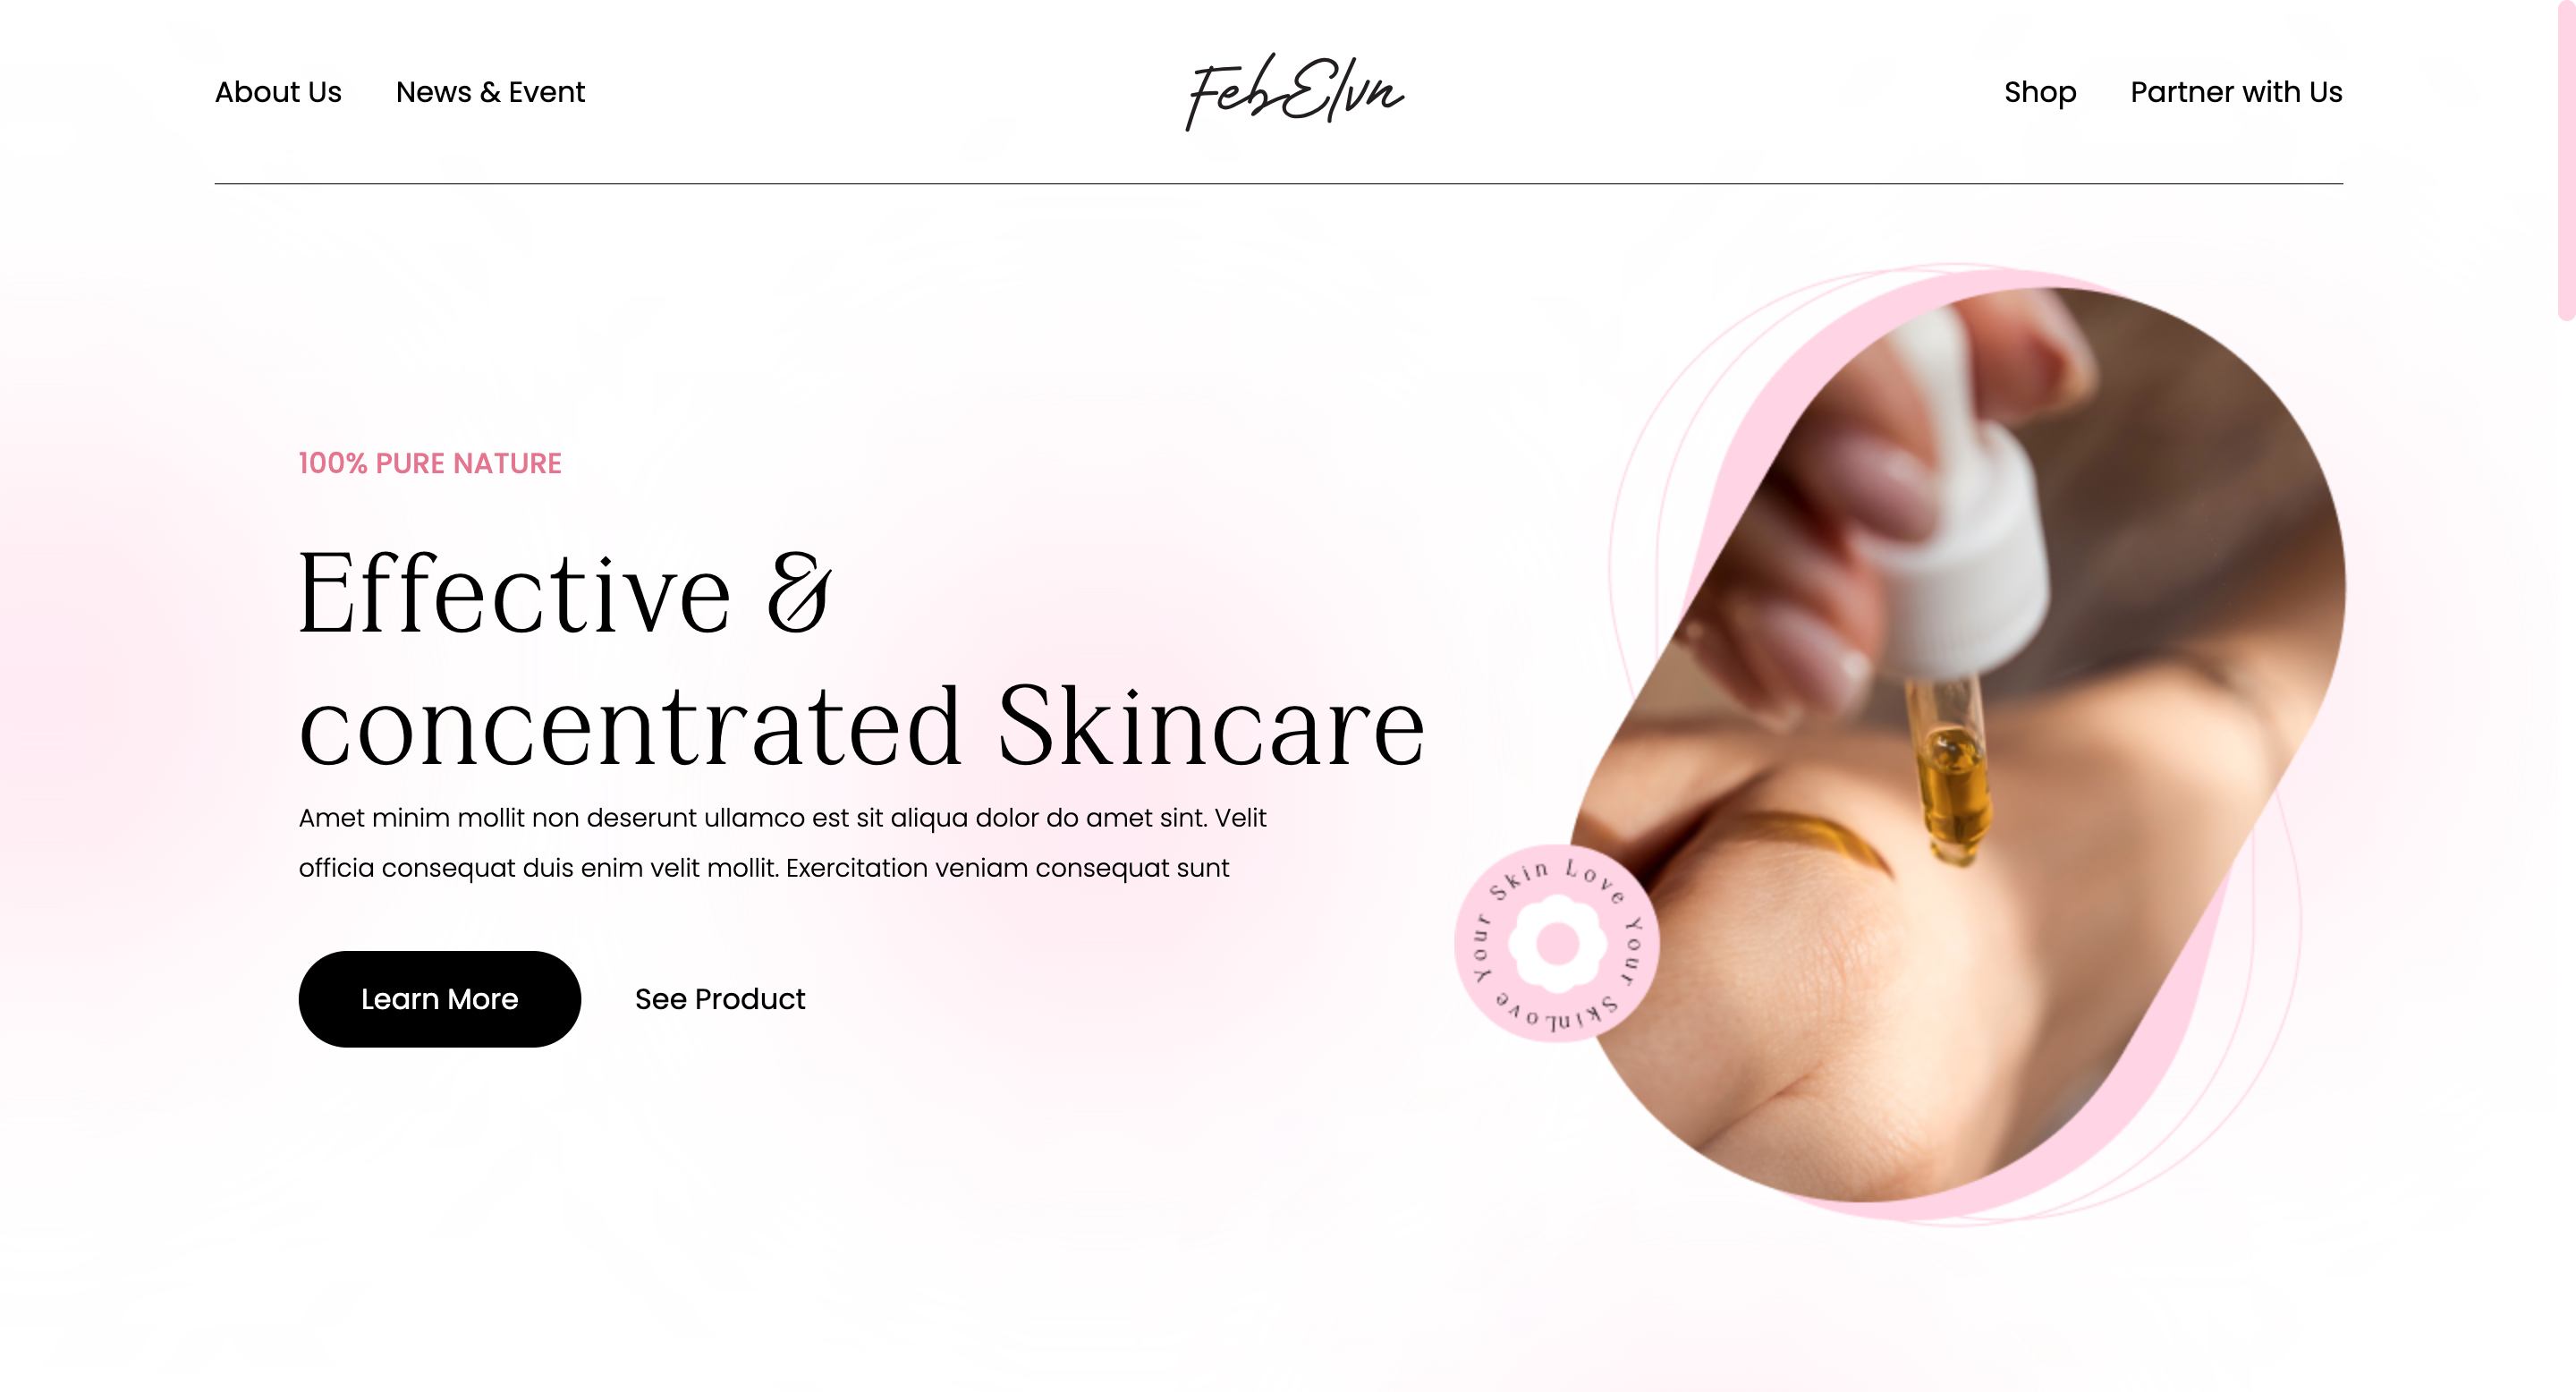 About Us
News & Event
FebElvn
Shop
Partner with Us
100% PURE NATURE
Effective &
concentrated Skincare
Amet minim mollit non deserunt ullamco est sit aliqua dolor do amet sint. Velit
officia consequat duis enim velit mollit. Exercitation veniam consequat sunt
Learn More
See Product
Love Your Skin Love Your Skin